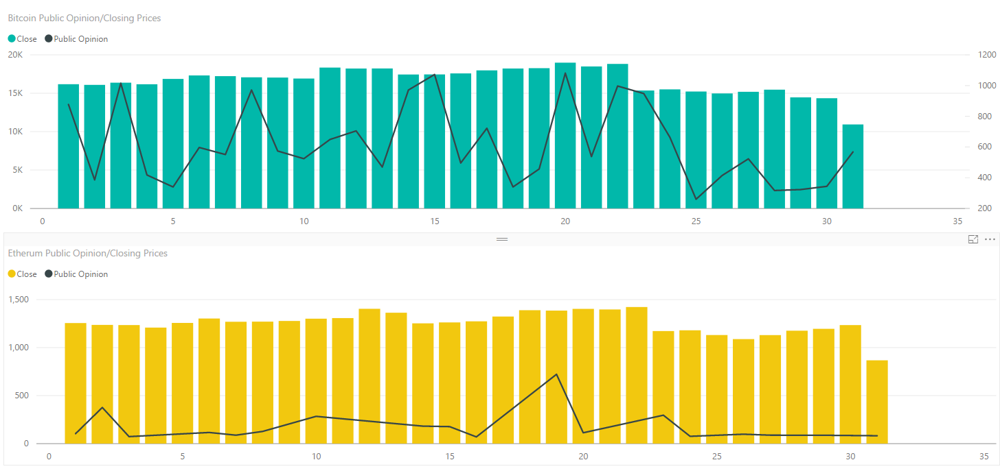 Bitcoin Public Opinion/Closing Prices
Close Public Opinion
20K 1200
1000
15K
800
10K
600
5K
400
0K 200
0 5 10 15 20 25 30 35
Etherum Public Opinion/Closing Prices
Close Public Opinion
1,500
1,000
500
0
0 5 10 15 20 25 30 35